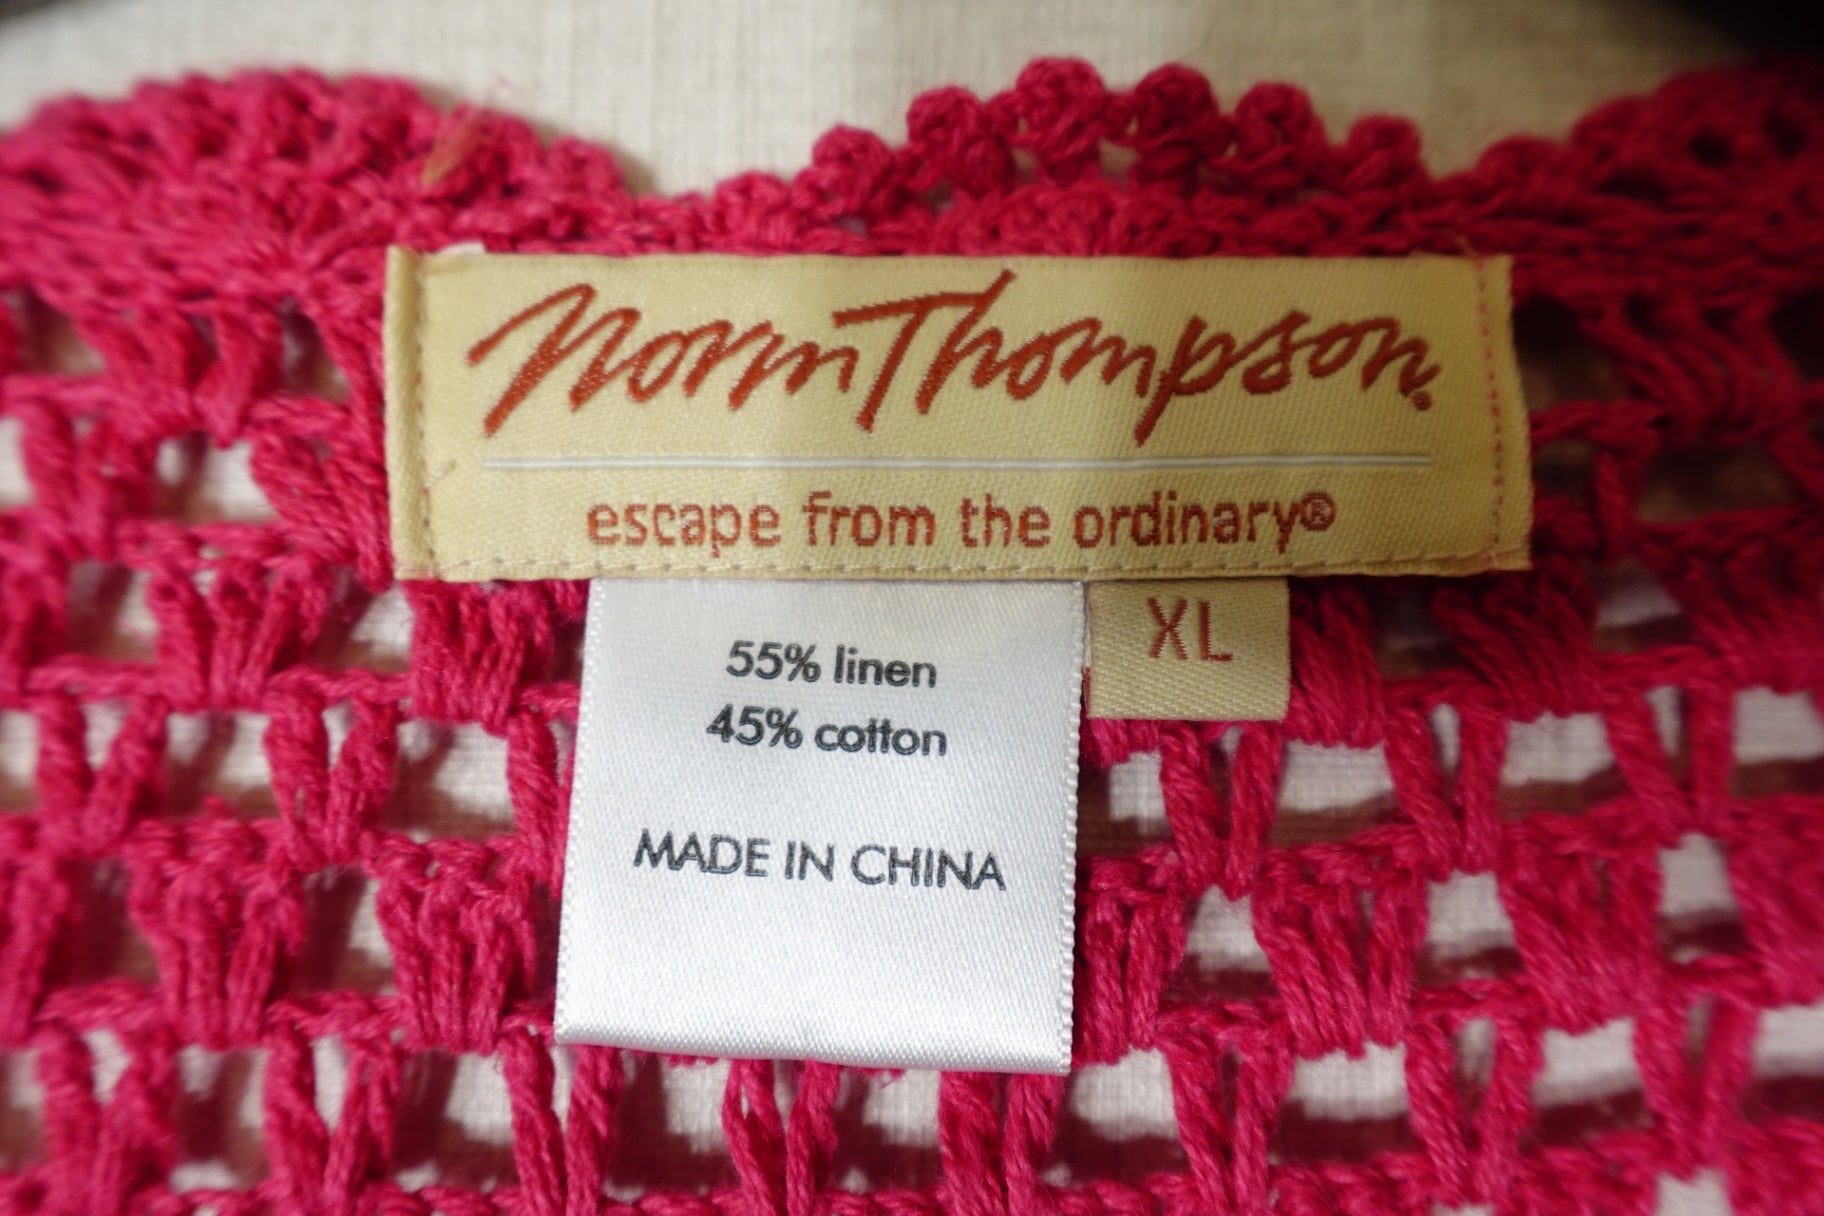 Norm Thompson®
escape from the ordinary®
XL
55% linen
45% cotton
MADE IN CHINA